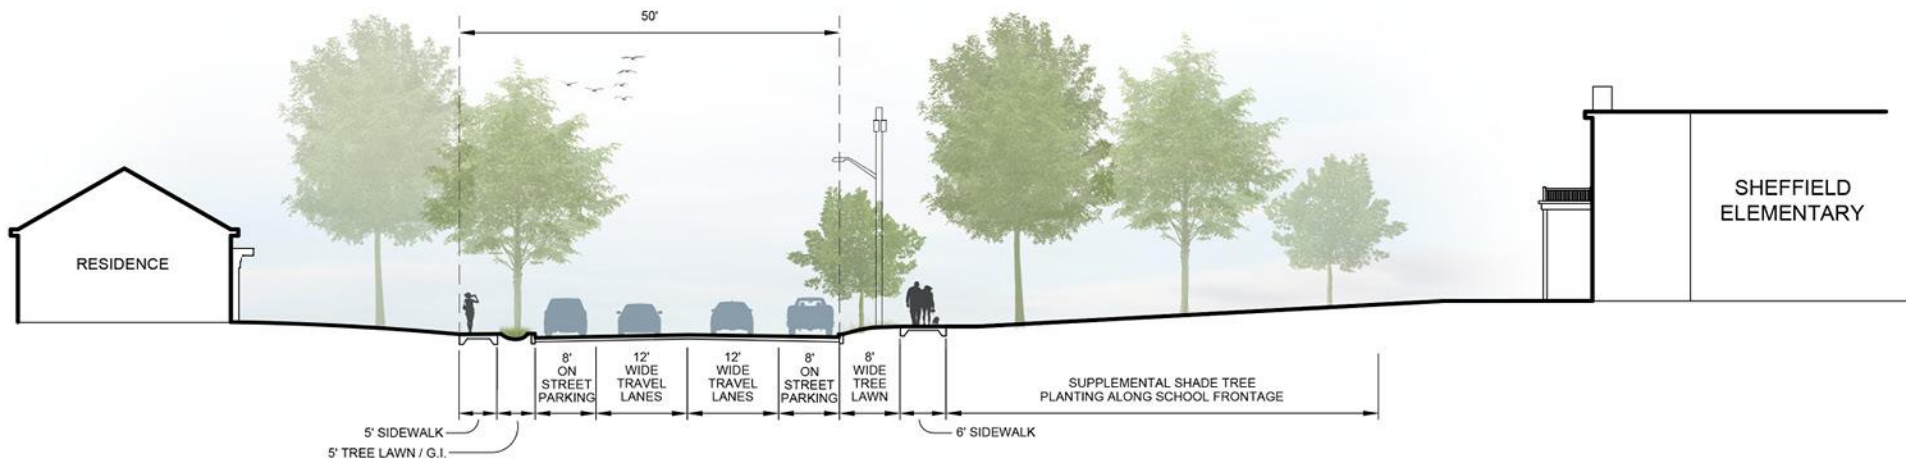 50'
RESIDENCE
SHEFFIELD
ELEMENTARY
8'
ON
STREET
PARKING
12'
WIDE
TRAVEL
LANES
12'
WIDE
TRAVEL
LANES
8'
ON
STREET
PARKING
8'
WIDE
TREE
LAWN
SUPPLEMENTAL SHADE TREE
PLANTING ALONG SCHOOL FRONTAGE
5' SIDEWALK
6' SIDEWALK
5' TREE LAWN / G.I.